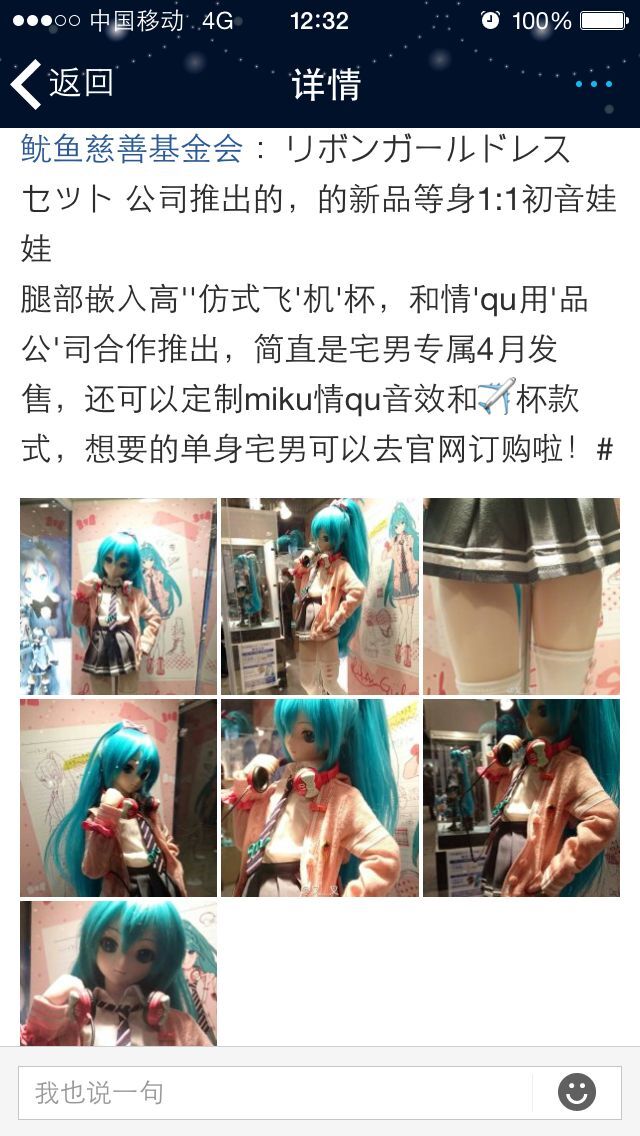 中国移动 4G 12:32 100%
返回 详情
鱿鱼慈善基金会：リボンガールドレス
セット 公司推出的，的新品等身1:1初音娃
娃
腿部嵌入高''仿式飞'机'杯，和情'qu用'品
公'司合作推出，简直是宅男专属4月发
售，还可以定制miku情qu音效和✈️杯款
式，想要的单身宅男可以去官网订购啦！#
我也说一句